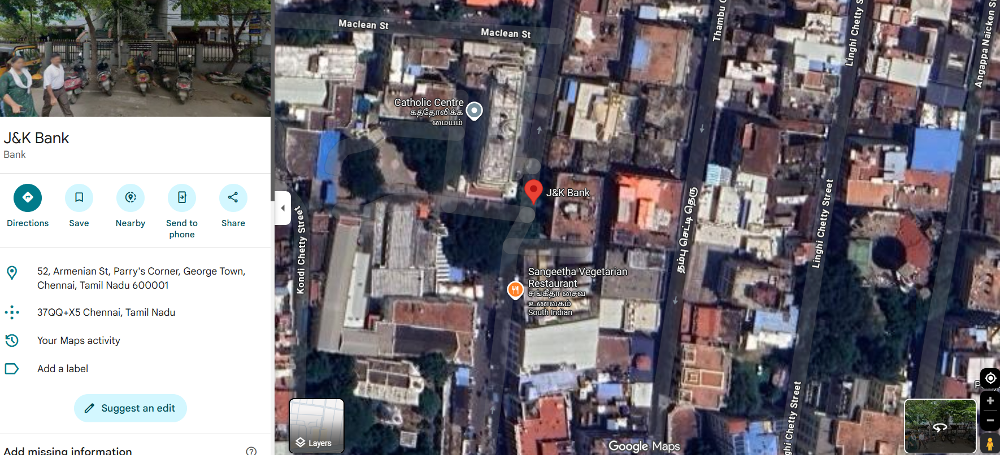 J&K Bank
Bank
Directions
Save
Nearby
Send to
phone
Share
52, Armenian St, Parry's Corner, George Town,
Chennai, Tamil Nadu 600001
37QQ+X5 Chennai, Tamil Nadu
Your Maps activity
Add a label
Suggest an edit
Add missing information
Maclean St
Maclean St
Thambu C
Linghi Chetty S
Angappa Naicken S
Catholic Centre
கத்தோலிக்க
மையம்
J&K Bank
Kondi Chetty Street
தம்பு செட்டி தெரு
Linghi Chetty Street
Sangeetha Vegetarian
Restaurant
சங்கீதா சைவ
உணவகம்
South Indian
ghi Chetty Street
Layers
Google Maps